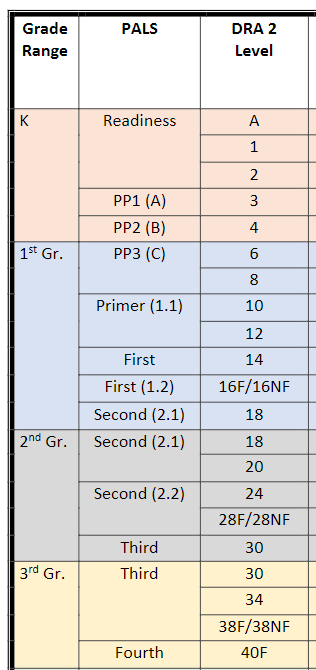 Grade Range PALS DRA 2 Level
K Readiness A
1
2
PP1 (A) 3
PP2 (B) 4
1st Gr. PP3 (C) 6
8
Primer (1.1) 10
12
First 14
First (1.2) 16F/16NF
Second (2.1) 18
2nd Gr. Second (2.1) 18
20
Second (2.2) 24
28F/28NF
Third 30
3rd Gr. Third 30
34
38F/38NF
Fourth 40F